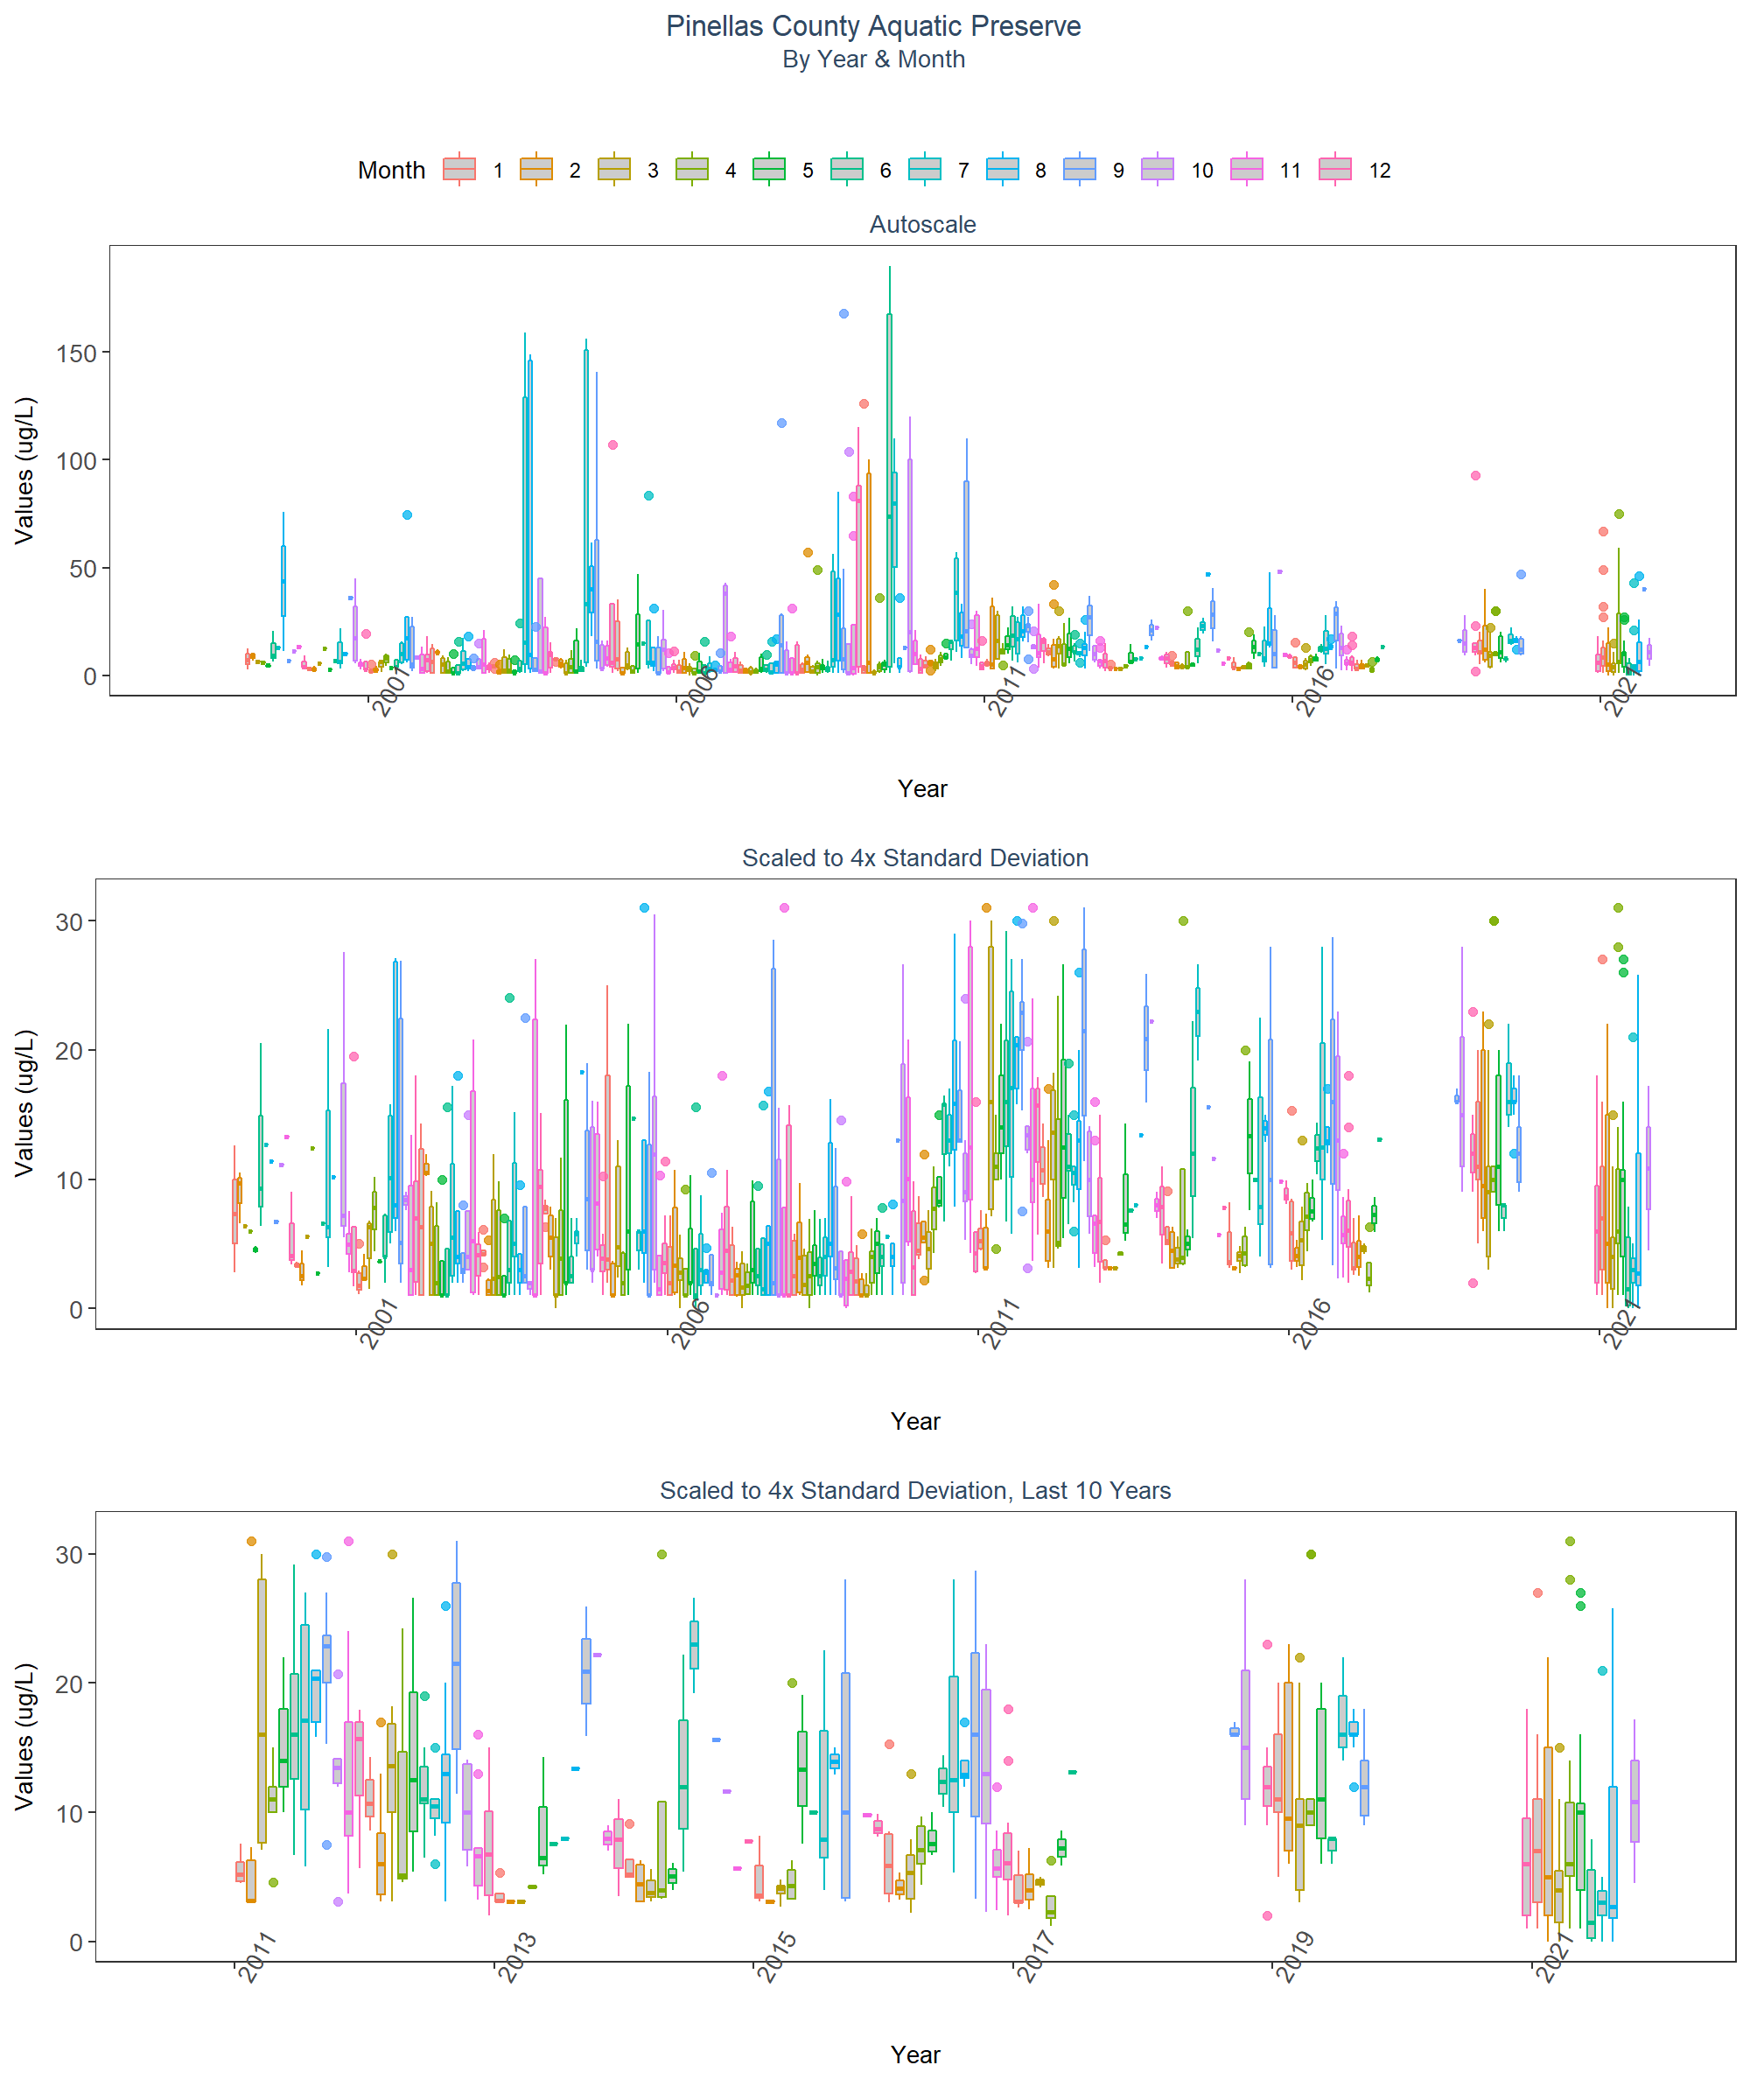 Pinellas County Aquatic Preserve
By Year & Month
Month 1 2 3 4 5 6 7 8 9 10 11 12
Autoscale
Values (ug/L)
150
100
50
0
2001 2006 2011 2016 2021
Year
Scaled to 4x Standard Deviation
Values (ug/L)
30
20
10
0
2001 2006 2011 2016 2021
Year
Scaled to 4x Standard Deviation, Last 10 Years
Values (ug/L)
30
20
10
0
2011 2013 2015 2017 2019 2021
Year